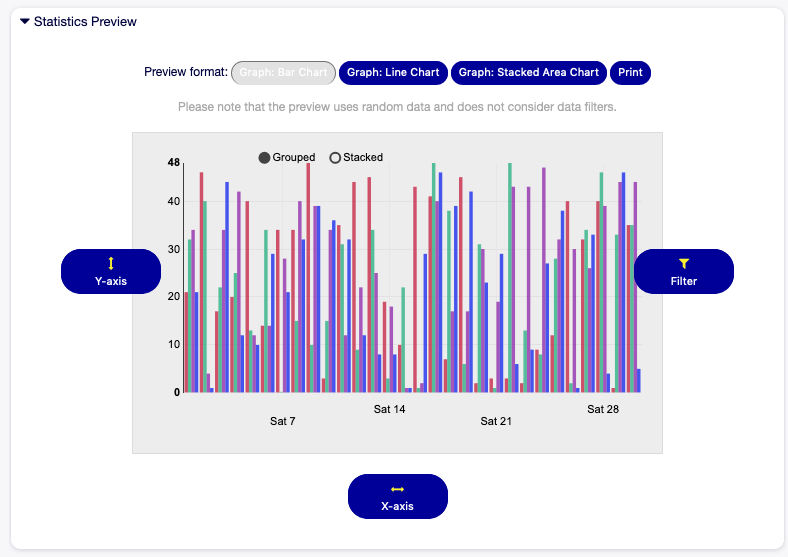 Statistics Preview
Preview format: Graph: Bar Chart Graph: Line Chart Graph: Stacked Area Chart Print
Please note that the preview uses random data and does not consider data filters.
Grouped Stacked
48
40
30
20
10
0
Y-axis
Filter
Sat 7
Sat 14
Sat 21
Sat 28
X-axis